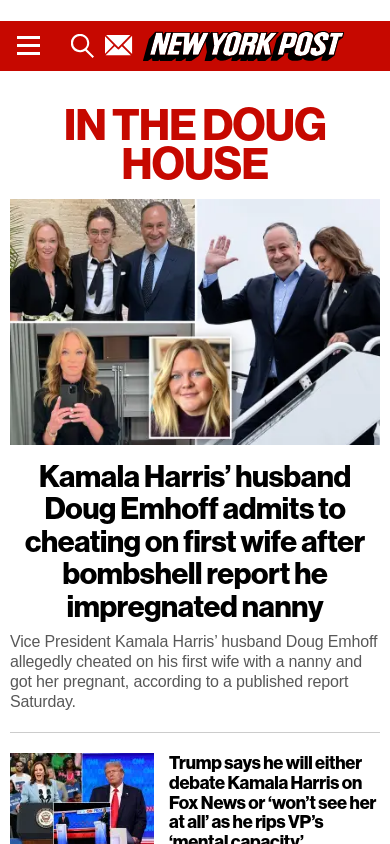 NEW YORK POST
IN THE DOUG
HOUSE
Kamala Harris’ husband
Doug Emhoff admits to
cheating on first wife after
bombshell report he
impregnated nanny
Vice President Kamala Harris’ husband Doug Emhoff
allegedly cheated on his first wife with a nanny and
got her pregnant, according to a published report
Saturday.
Trump says he will either
debate Kamala Harris on
Fox News or ‘won’t see her
at all’ as he rips VP’s
‘mental capacity’